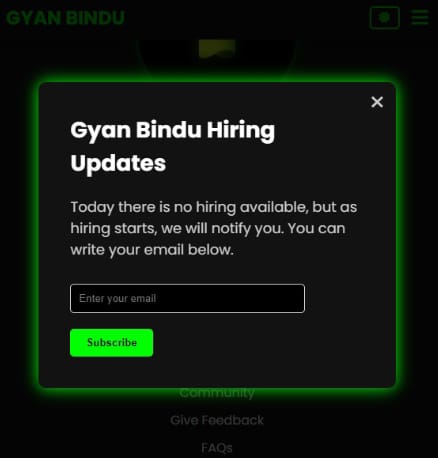 GYAN BINDU
Gyan Bindu Hiring
Updates
Today there is no hiring available, but as
hiring starts, we will notify you. You can
write your email below.
Enter your email
Subscribe
Community
Give Feedback
FAQs